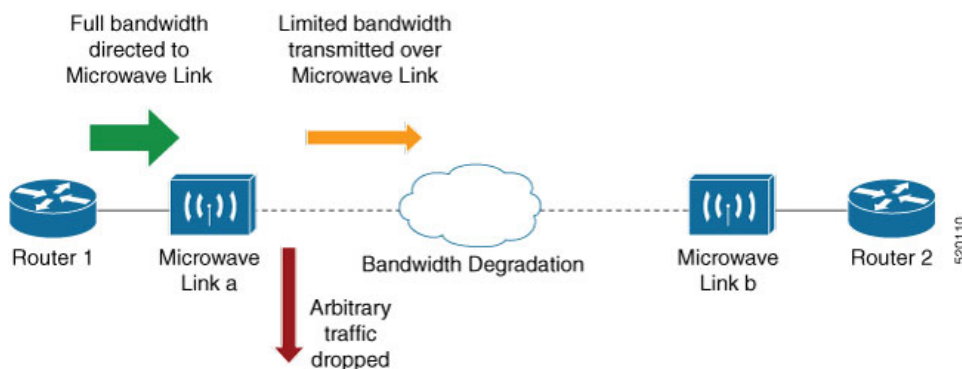 Full bandwidth
directed to
Microwave Link
Limited bandwidth
transmitted over
Microwave Link
Router 1
Microwave
Link a
Bandwidth Degradation
Microwave
Link b
Router 2
520110
Arbitrary
traffic
dropped